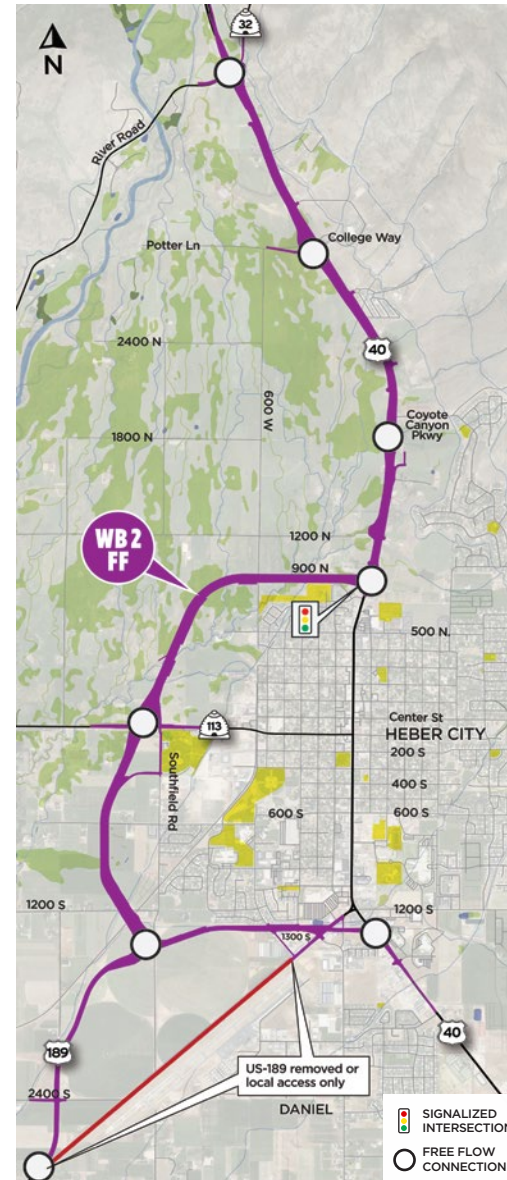 N
32
River Road
Potter Ln
College Way
2400 N
40
600 W
Coyote
Canyon
Pkwy
1800 N
WB 2
FF
1200 N
900 N
500 N.
113
Center St
HEBER CITY
Southfield Rd
200 S
400 S
600 S
600 S
1200 S
1200 S
1300 S
189
40
US-189 removed or
local access only
2400 S
DANIEL
SIGNALIZED
INTERSECTION
FREE FLOW
CONNECTION